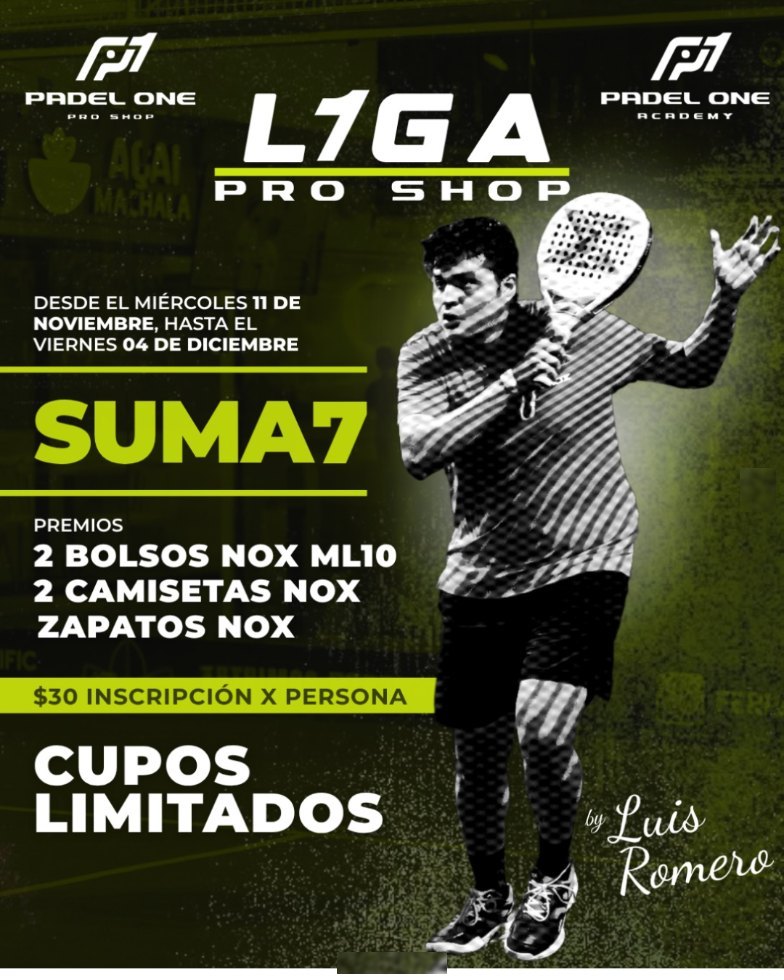 PADEL ONE
PRO SHOP
L1GA
PRO SHOP
PADEL ONE
ACADEMY
AÇAI
MACHALA
DESDE EL MIÉRCOLES 11 DE
NOVIEMBRE, HASTA EL
VIERNES 04 DE DICIEMBRE
SUMA7
PREMIOS
2 BOLSOS NOX ML10
2 CAMISETAS NOX
ZAPATOS NOX
$30 INSCRIPCIÓN X PERSONA
CUPOS
LIMITADOS
by Luis
Romero